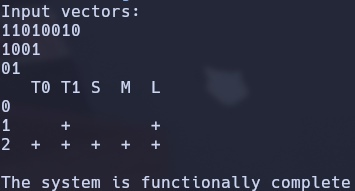 Input vectors:
11010010
1001
01
   T0 T1 S  M  L
0
1     +        +
2  +  +  +  +  +
The system is functionally complete